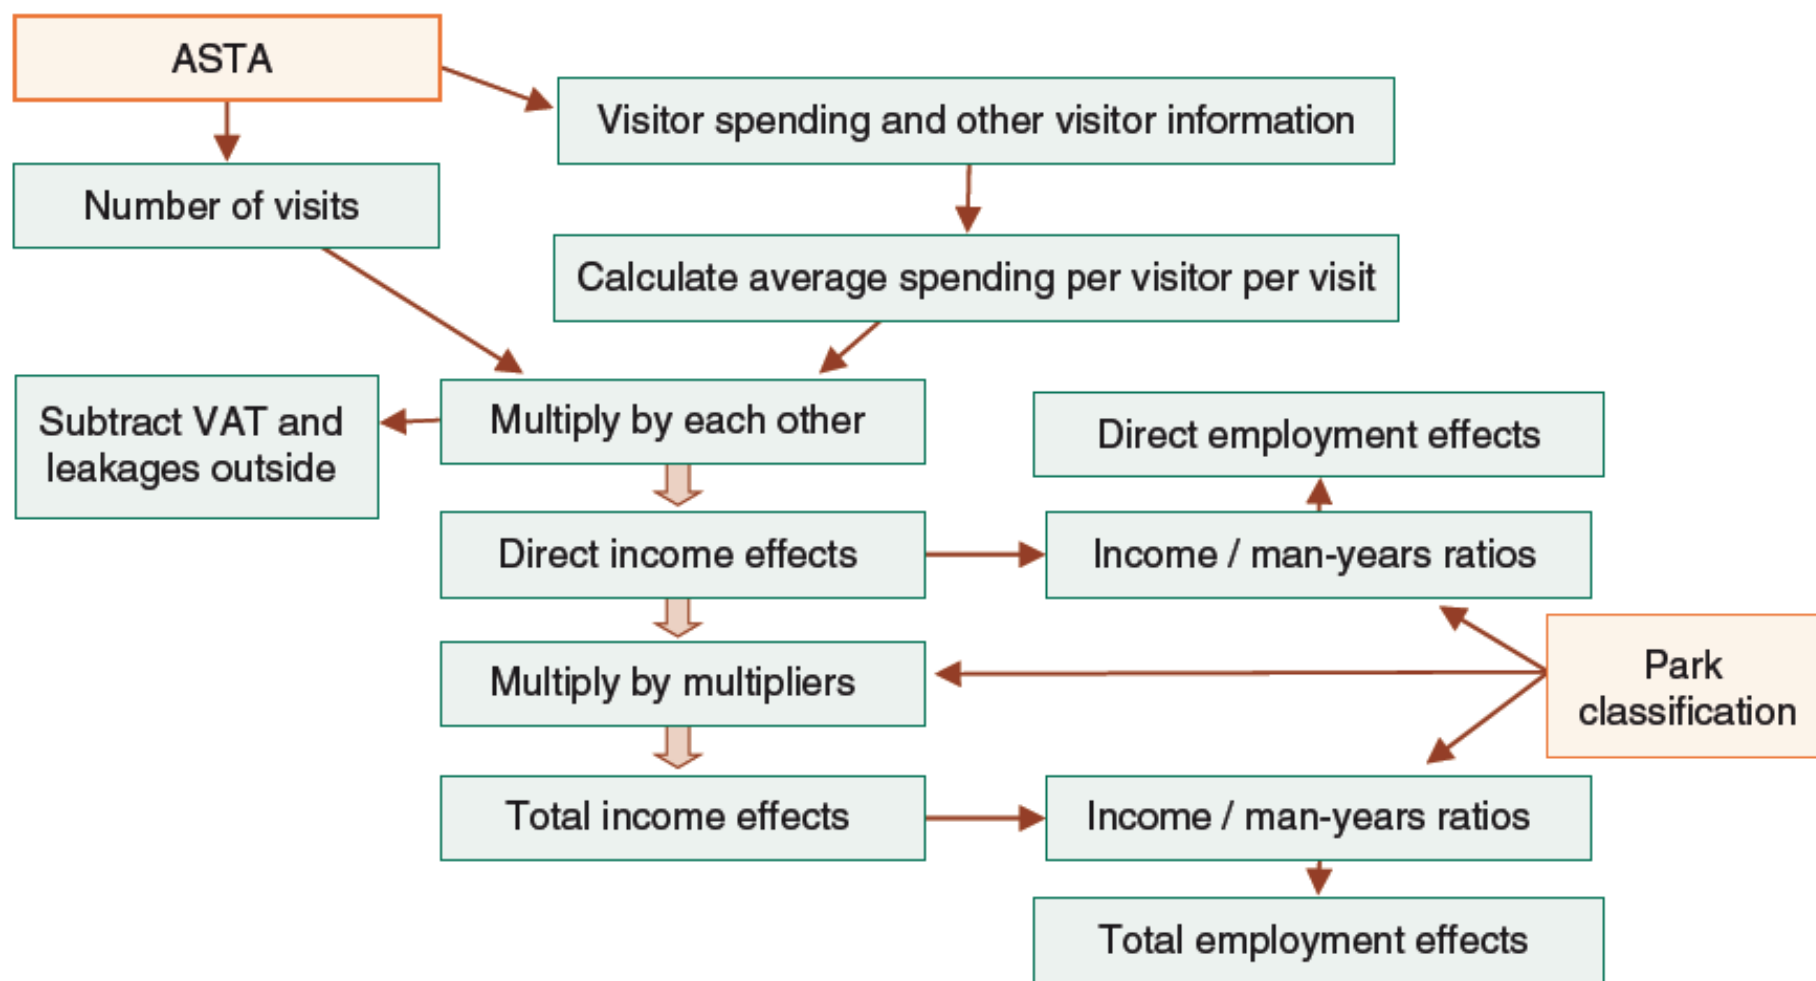 ASTA
Visitor spending and other visitor information
Number of visits
Calculate average spending per visitor per visit
Subtract VAT and
leakages outside
Multiply by each other
Direct employment effects
Direct income effects
Income / man-years ratios
Multiply by multipliers
Park
classification
Total income effects
Income / man-years ratios
Total employment effects